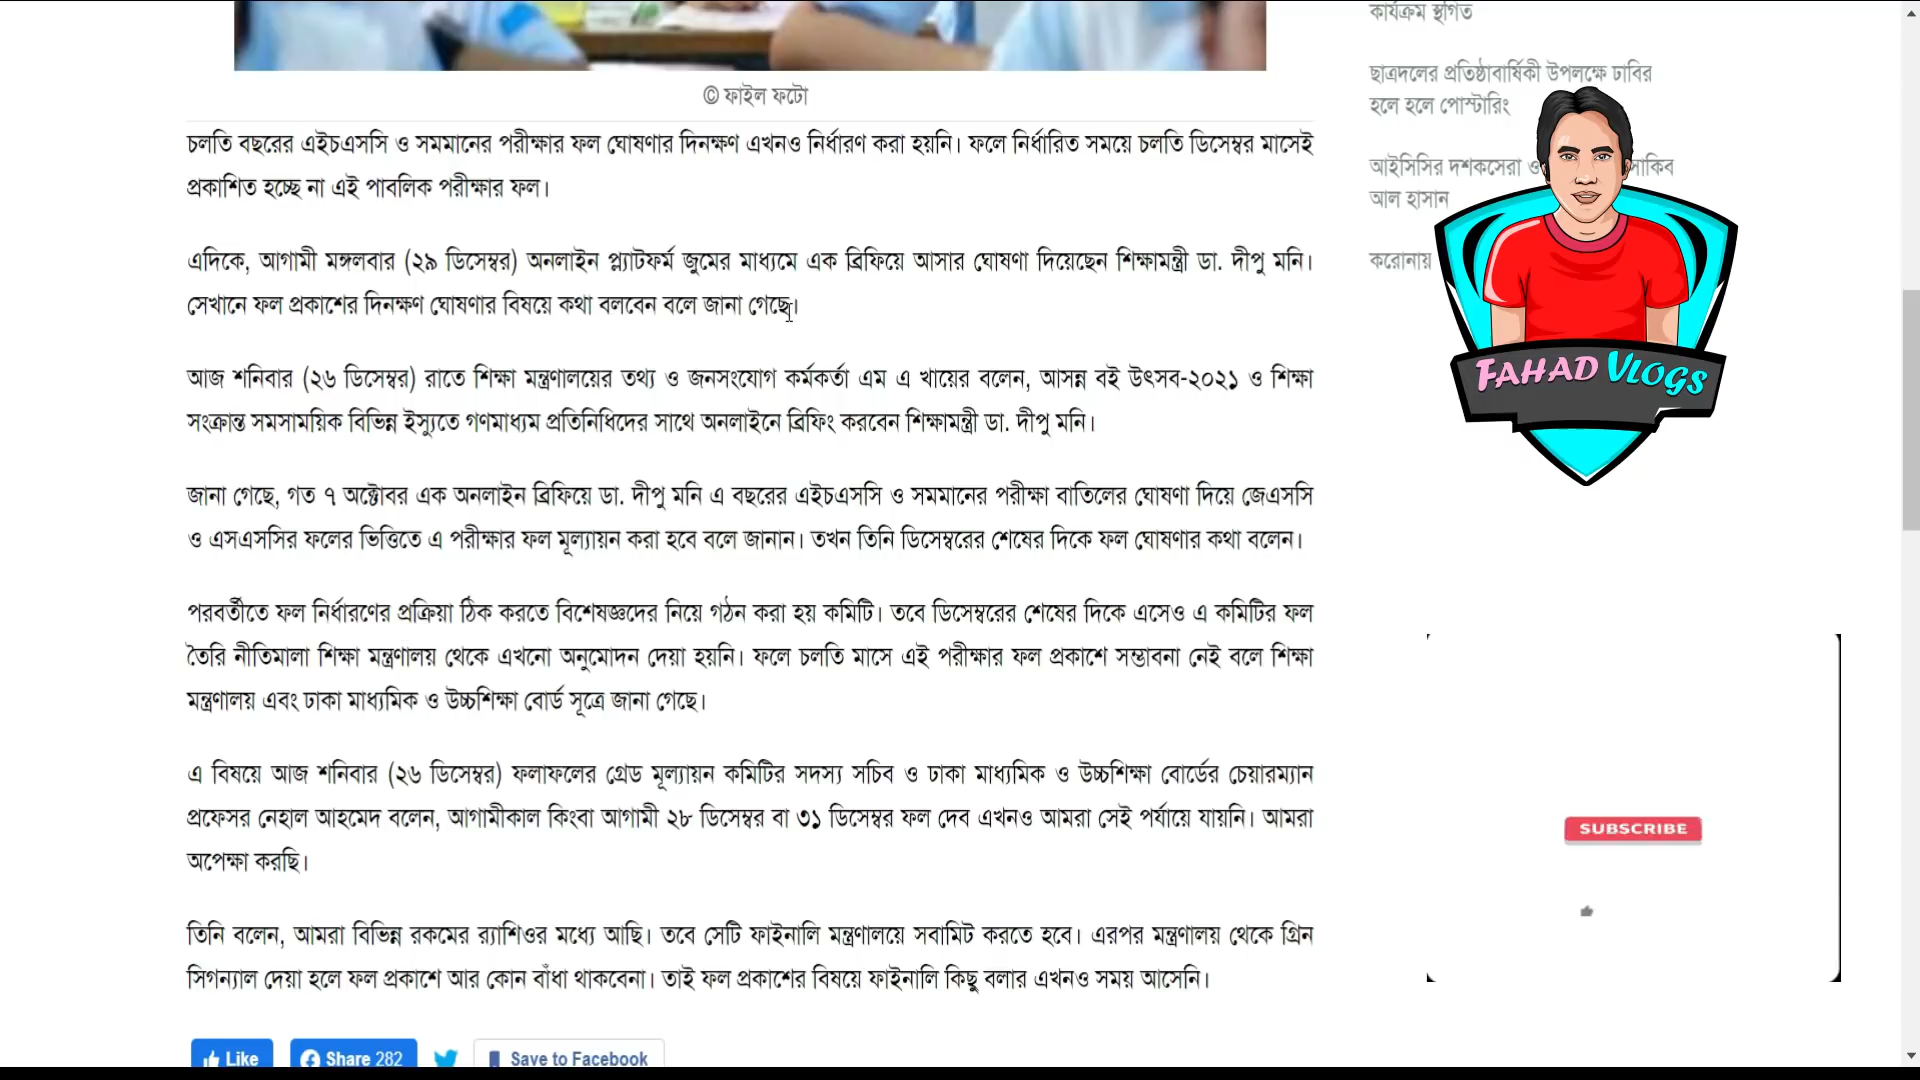 © ফাইল ফটো
চলতি বছরের এইচএসসি ও সমমানের পরীক্ষার ফল ঘোষণার দিনক্ষণ এখনও নির্ধারণ করা হয়নি। ফলে নির্ধারিত সময়ে চলতি ডিসেম্বর মাসেই
প্রকাশিত হচ্ছে না এই পাবলিক পরীক্ষার ফল।
এদিকে, আগামী মঙ্গলবার (২৯ ডিসেম্বর) অনলাইন প্ল্যাটফর্ম জুমের মাধ্যমে এক ব্রিফিয়ে আসার ঘোষণা দিয়েছেন শিক্ষামন্ত্রী ডা. দীপু মনি।
সেখানে ফল প্রকাশের দিনক্ষণ ঘোষণার বিষয়ে কথা বলবেন বলে জানা গেছে।
আজ শনিবার (২৬ ডিসেম্বর) রাতে শিক্ষা মন্ত্রণালয়ের তথ্য ও জনসংযোগ কর্মকর্তা এম এ খায়ের বলেন, আসন্ন বই উৎসব-২০২১ ও শিক্ষা
সংক্রান্ত সমসাময়িক বিভিন্ন ইস্যুতে গণমাধ্যম প্রতিনিধিদের সাথে অনলাইনে ব্রিফিং করবেন শিক্ষামন্ত্রী ডা. দীপু মনি।
জানা গেছে, গত ৭ অক্টোবর এক অনলাইন ব্রিফিয়ে ডা. দীপু মনি এ বছরের এইচএসসি ও সমমানের পরীক্ষা বাতিলের ঘোষণা দিয়ে জেএসসি
ও এসএসসির ফলের ভিত্তিতে এ পরীক্ষার ফল মূল্যায়ন করা হবে বলে জানান। তখন তিনি ডিসেম্বরের শেষের দিকে ফল ঘোষণার কথা বলেন।
পরবর্তীতে ফল নির্ধারণের প্রক্রিয়া ঠিক করতে বিশেষজ্ঞদের নিয়ে গঠন করা হয় কমিটি। তবে ডিসেম্বরের শেষের দিকে এসেও এ কমিটির ফল
তৈরি নীতিমালা শিক্ষা মন্ত্রণালয় থেকে এখনো অনুমোদন দেয়া হয়নি। ফলে চলতি মাসে এই পরীক্ষার ফল প্রকাশে সম্ভাবনা নেই বলে শিক্ষা
মন্ত্রণালয় এবং ঢাকা মাধ্যমিক ও উচ্চশিক্ষা বোর্ড সূত্রে জানা গেছে।
এ বিষয়ে আজ শনিবার (২৬ ডিসেম্বর) ফলাফলের গ্রেড মূল্যায়ন কমিটির সদস্য সচিব ও ঢাকা মাধ্যমিক ও উচ্চশিক্ষা বোর্ডের চেয়ারম্যান
প্রফেসর নেহাল আহমেদ বলেন, আগামীকাল কিংবা আগামী ২৮ ডিসেম্বর বা ৩১ ডিসেম্বর ফল দেব এখনও আমরা সেই পর্যায়ে যায়নি। আমরা
অপেক্ষা করছি।
তিনি বলেন, আমরা বিভিন্ন রকমের র‍্যাশিওর মধ্যে আছি। তবে সেটি ফাইনালি মন্ত্রণালয়ে সবামিট করতে হবে। এরপর মন্ত্রণালয় থেকে গ্রিন
সিগন্যাল দেয়া হলে ফল প্রকাশে আর কোন বাঁধা থাকবেনা। তাই ফল প্রকাশের বিষয়ে ফাইনালি কিছু বলার এখনও সময় আসেনি।
Like Share 282 Save to Facebook
কার্যক্রম স্থগিত
ছাত্রদলের প্রতিষ্ঠাবার্ষিকী উপলক্ষে ঢাবির
হলে হলে পোস্টারিং
আইসিসির দশকসেরা ও সাকিব
আল হাসান
করোনায়
FAHAD VLOGS
SUBSCRIBE